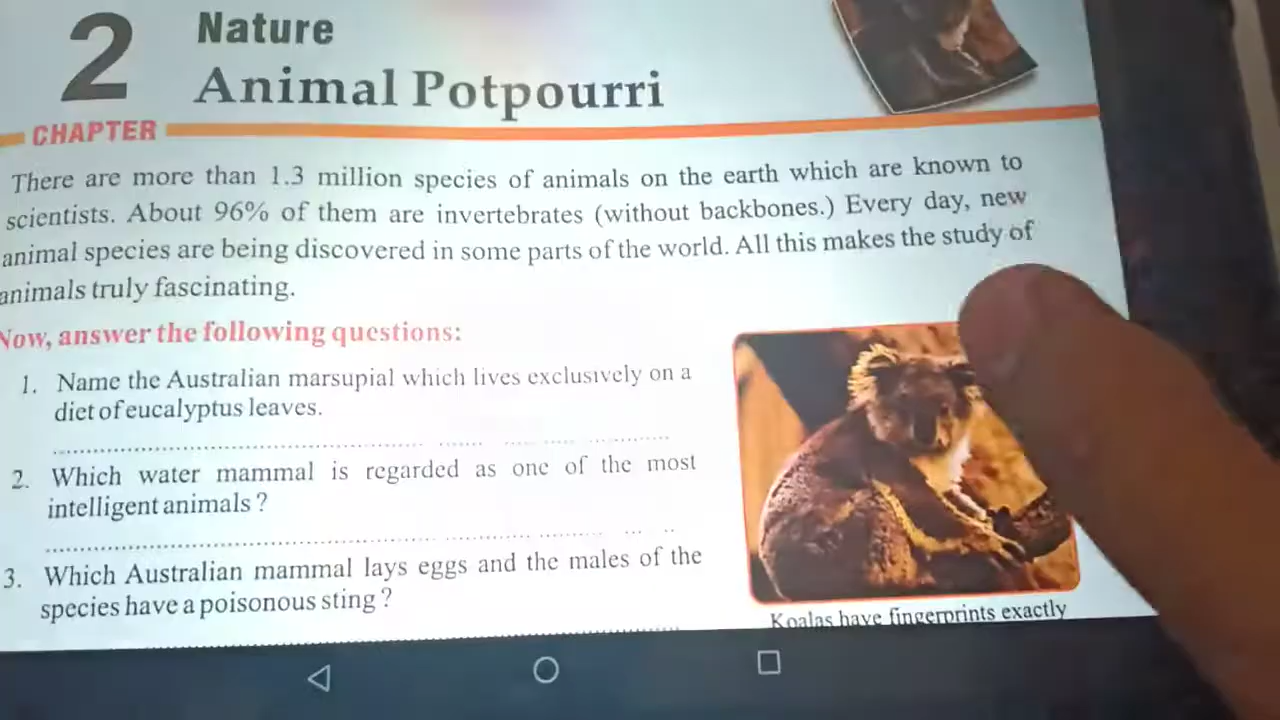 2
Nature
Animal Potpourri
CHAPTER
There are more than 1.3 million species of animals on the earth which are known to
scientists. About 96% of them are invertebrates (without backbones.) Every day, new
animal species are being discovered in some parts of the world. All this makes the study of
animals truly fascinating.
Now, answer the following questions:
1. Name the Australian marsupial which lives exclusively on a
diet of eucalyptus leaves.
2. Which water mammal is regarded as one of the most
intelligent animals ?
3. Which Australian mammal lays eggs and the males of the
species have a poisonous sting ?
Koalas have fingerprints exactly